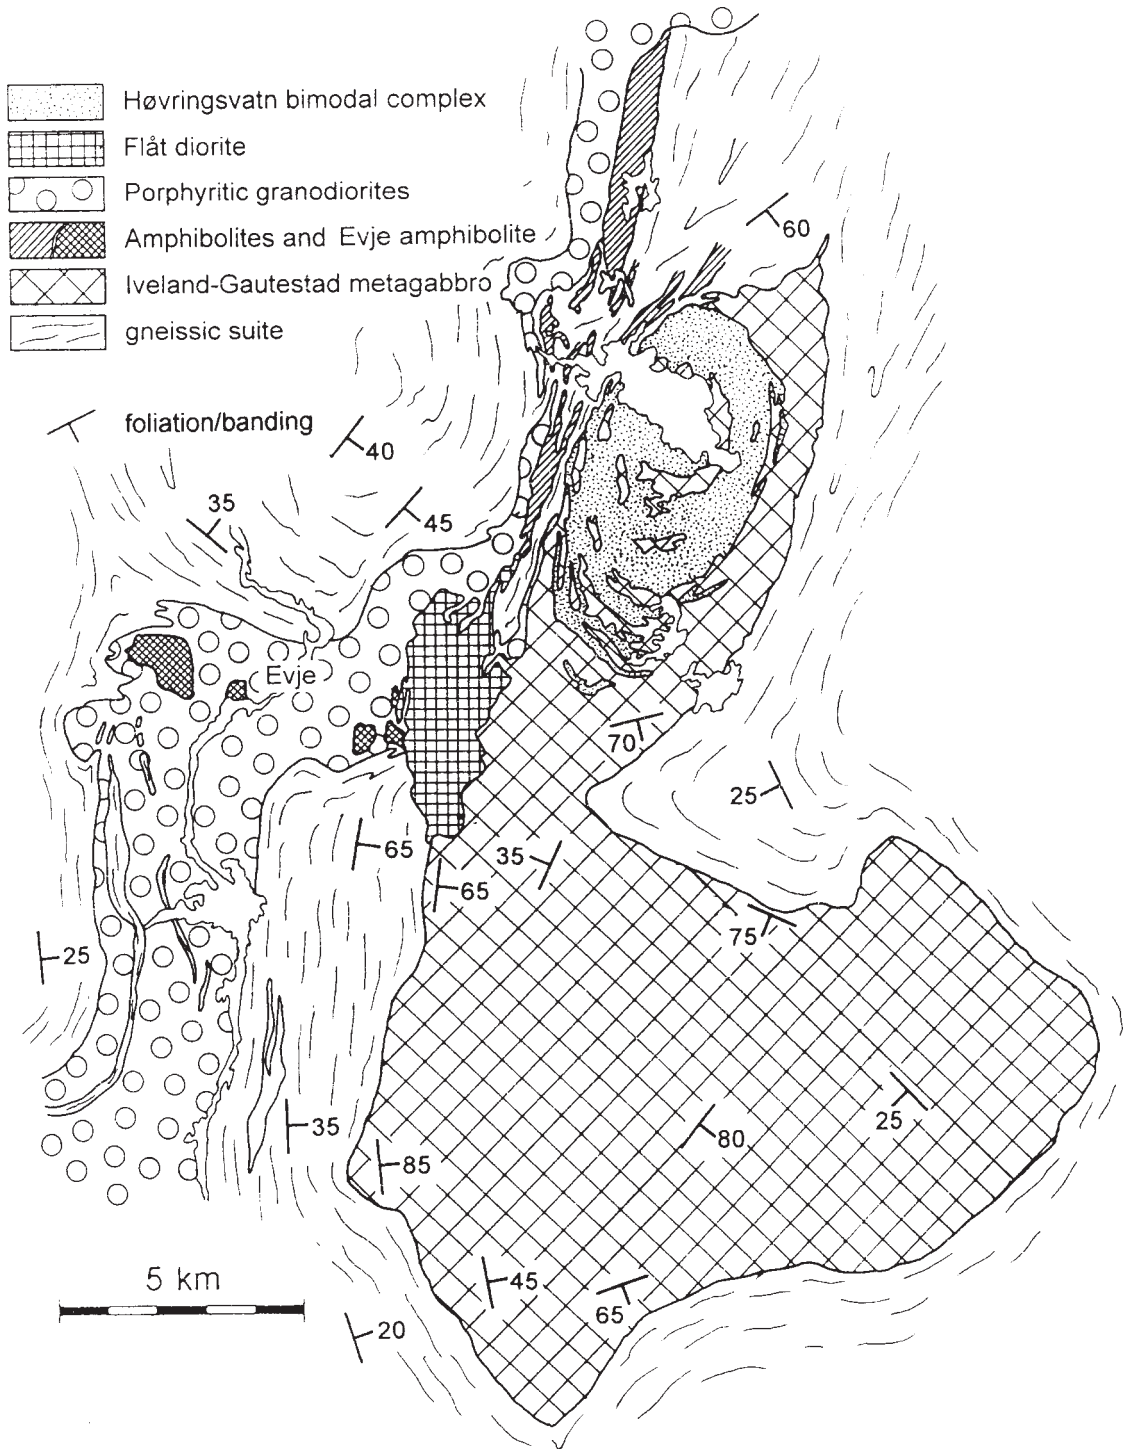 Høvringsvatn bimodal complex
Flåt diorite
Porphyritic granodiorites
Amphibolites and Evje amphibolite
Iveland-Gautestad metagabbro
gneissic suite
foliation/banding
60
40
35
45
Evje
70
25
65
35
65
75
25
25
35
80
85
45
65
5 km
20